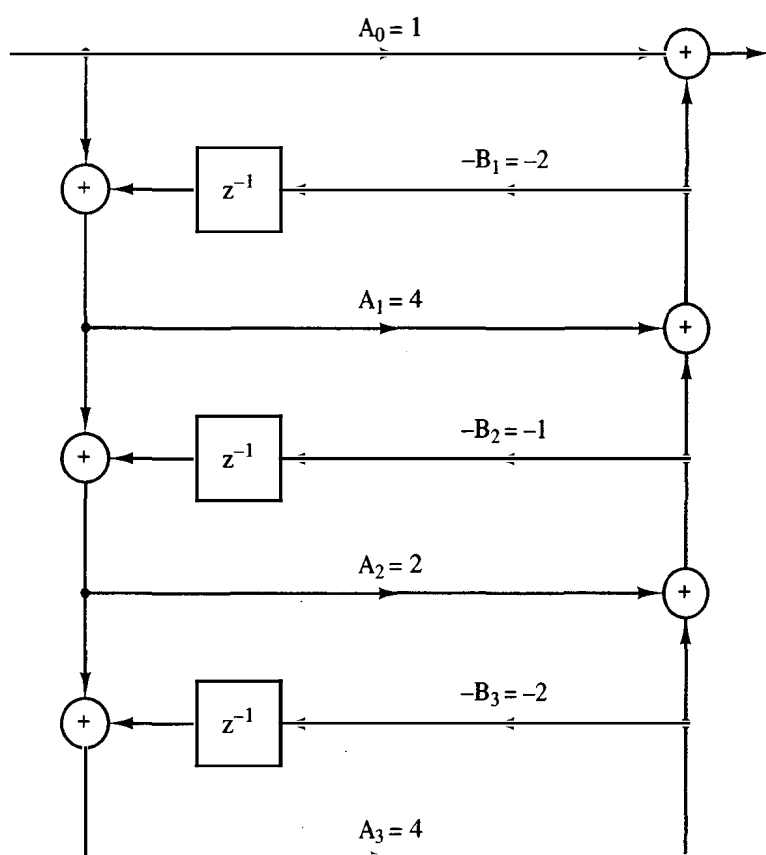 A₀ = 1
+
z⁻¹
–B₁ = –2
+
A₁ = 4
+
z⁻¹
–B₂ = –1
+
A₂ = 2
+
z⁻¹
–B₃ = –2
+
A₃ = 4